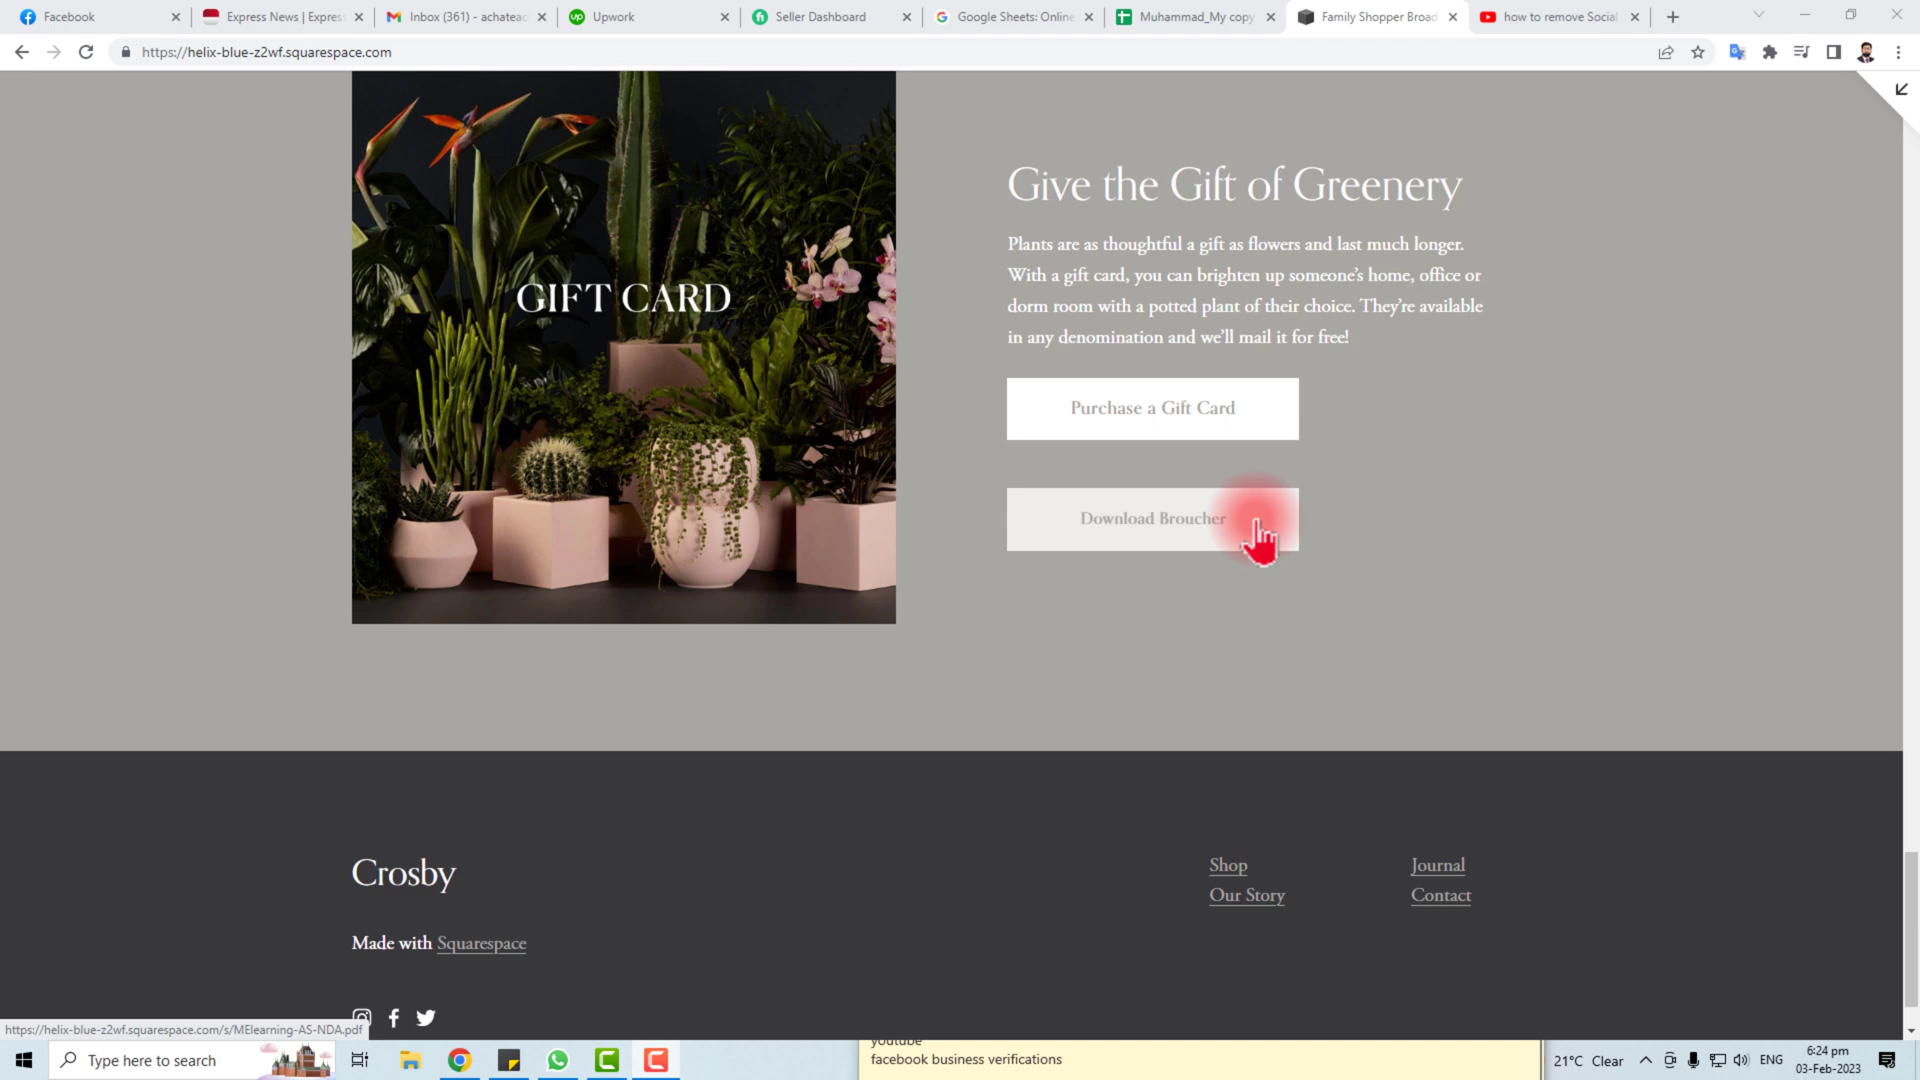 Facebook
Express News | Expres
Inbox (361) - achateac
Upwork
Seller Dashboard
Google Sheets: Online
Muhammad_My copy
Family Shopper Broad
how to remove Social
https://helix-blue-z2wf.squarespace.com
GIFT CARD
Give the Gift of Greenery
Plants are as thoughtful a gift as flowers and last much longer.
With a gift card, you can brighten up someone’s home, office or
dorm room with a potted plant of their choice. They’re available
in any denomination and we’ll mail it for free!
Purchase a Gift Card
Download Broucher
Crosby
Shop
Our Story
Journal
Contact
Made with Squarespace
https://helix-blue-z2wf.squarespace.com/s/MElearning-AS-NDA.pdf
Type here to search
youtube
facebook business verifications
21°C Clear
ENG
6:24 pm
03-Feb-2023